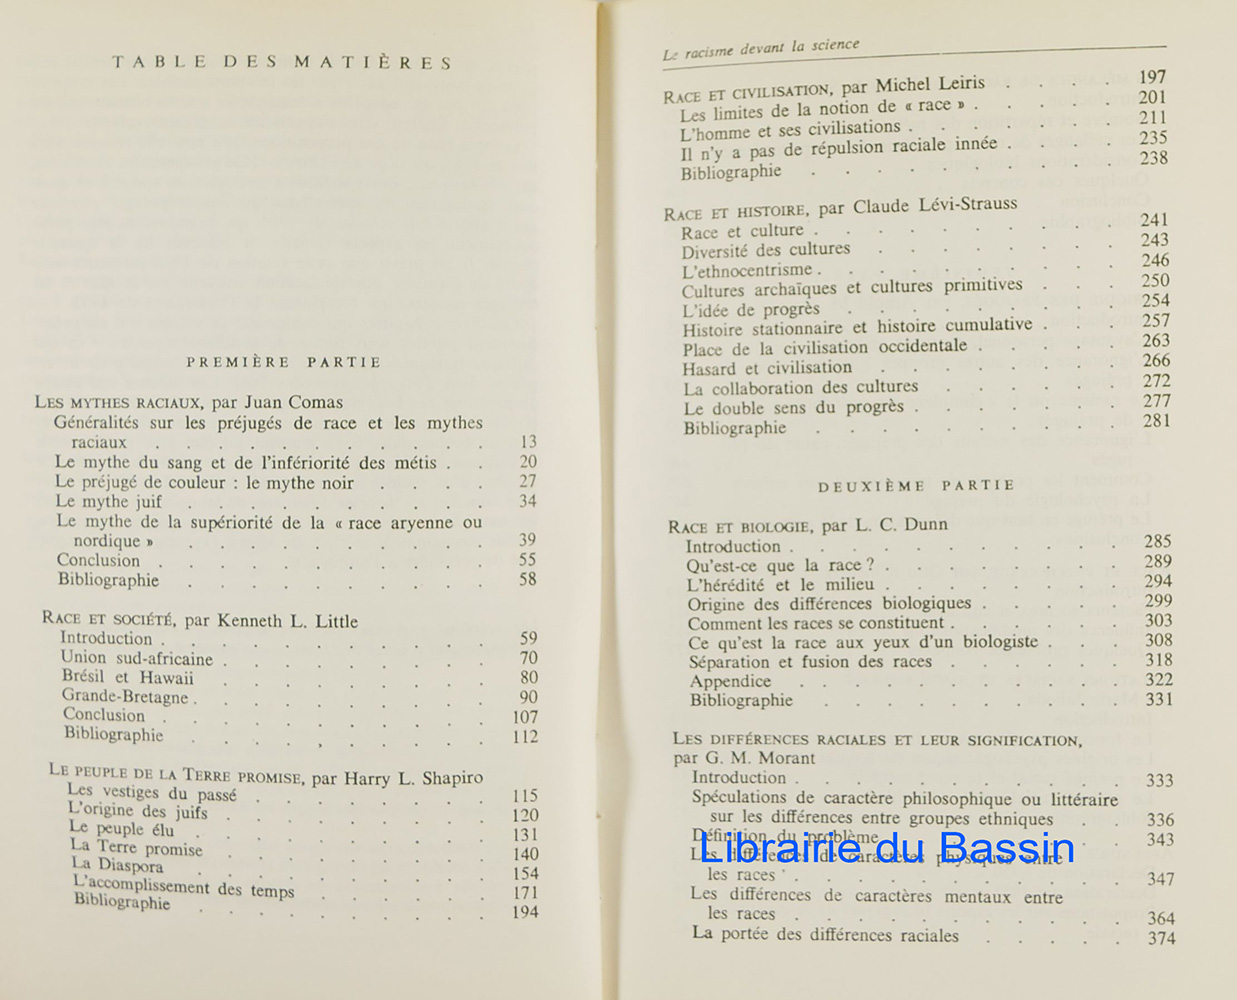 TABLE DES MATIÈRES
PREMIÈRE PARTIE
LES MYTHES RACIAUX, par Juan Comas
Généralités sur les préjugés de race et les mythes
raciaux . . . . . . . . . . . 13
Le mythe du sang et de l'infériorité des métis . . 20
Le préjugé de couleur : le mythe noir . . . . 27
Le mythe juif . . . . . . . . . . 34
Le mythe de la supériorité de la « race aryenne ou
nordique » . . . . . . . . . . 39
Conclusion . . . . . . . . . . . 55
Bibliographie . . . . . . . . . . 58
RACE ET SOCIÉTÉ, par Kenneth L. Little
Introduction . . . . . . . . . . . 59
Union sud-africaine . . . . . . . . . 70
Brésil et Hawaii . . . . . . . . . 80
Grande-Bretagne . . . . . . . . . . 90
Conclusion . . . . . . . . . . . 107
Bibliographie . . . . . . . . . . 112
LE PEUPLE DE LA TERRE PROMISE, par Harry L. Shapiro
Les vestiges du passé . . . . . . . . 115
L'origine des juifs . . . . . . . . . 120
Le peuple élu . . . . . . . . . . 131
La Terre promise . . . . . . . . . 140
La Diaspora . . . . . . . . . . 154
L'accomplissement des temps . . . . . . 171
Bibliographie . . . . . . . . . . 194
Le racisme devant la science
RACE ET CIVILISATION, par Michel Leiris . . . . 197
Les limites de la notion de « race » . . . . . 201
L'homme et ses civilisations . . . . . . . 211
Il n'y a pas de répulsion raciale innée . . . . 235
Bibliographie . . . . . . . . . . 238
RACE ET HISTOIRE, par Claude Lévi-Strauss
Race et culture . . . . . . . . . . 241
Diversité des cultures . . . . . . . . 243
L'ethnocentrisme . . . . . . . . . . 246
Cultures archaïques et cultures primitives . . . 250
L'idée de progrès . . . . . . . . . 254
Histoire stationnaire et histoire cumulative . . . 257
Place de la civilisation occidentale . . . . . 263
Hasard et civilisation . . . . . . . . 266
La collaboration des cultures . . . . . . 272
Le double sens du progrès . . . . . . . 277
Bibliographie . . . . . . . . . . 281
DEUXIÈME PARTIE
RACE ET BIOLOGIE, par L. C. Dunn
Introduction . . . . . . . . . . . 285
Qu'est-ce que la race ? . . . . . . . . 289
L'hérédité et le milieu . . . . . . . . 294
Origine des différences biologiques . . . . . 299
Comment les races se constituent . . . . . . 303
Ce qu'est la race aux yeux d'un biologiste . . . 308
Séparation et fusion des races . . . . . . 318
Appendice . . . . . . . . . . . 322
Bibliographie . . . . . . . . . . 331
LES DIFFÉRENCES RACIALES ET LEUR SIGNIFICATION,
par G. M. Morant
Introduction . . . . . . . . . . . 333
Spéculations de caractère philosophique ou littéraire
sur les différences entre groupes ethniques . . 336
Définition du problème . . . . . . . 343
Librairie du Bassin
Les différences de caractères physiques entre
les races . . . . . . . . . . . 347
Les différences de caractères mentaux entre
les races . . . . . . . . . . . 364
La portée des différences raciales . . . . . 374